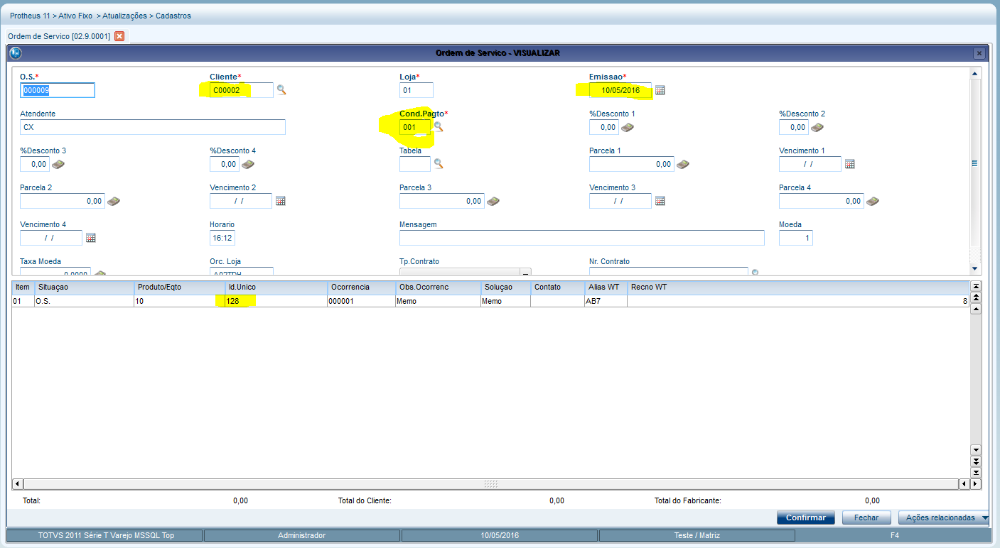 Protheus 11 > Ativo Fixo > Atualizações > Cadastros
Ordem de Servico [02.9.0001]
Ordem de Servico - VISUALIZAR
O.S.* Cliente* Loja* Emissao*
000009 C00002 01 10/05/2016
Atendente Cond.Pagto* %Desconto 1 %Desconto 2
CX 001 0,00 0,00
%Desconto 3 %Desconto 4 Tabela Parcela 1 Vencimento 1
0,00 0,00 0,00 / /
Parcela 2 Vencimento 2 Parcela 3 Vencimento 3 Parcela 4
0,00 / / 0,00 / / 0,00
Vencimento 4 Horario Mensagem Moeda
/ / 16:12 1
Taxa Moeda Orc. Loja Tp.Contrato Nr. Contrato
0,0000
Item Situaçao Produto/Eqto Id.Unico Ocorrencia Obs.Ocorrenc Soluçao Contato Alias WT Recno WT
01 O.S. 10 128 000001 Memo Memo AB7 8
Total: 0,00 Total do Cliente: 0,00 Total do Fabricante: 0,00
Confirmar Fechar Ações relacionadas
TOTVS 2011 Série T Varejo MSSQL Top Administrador 10/05/2016 Teste / Matriz F4